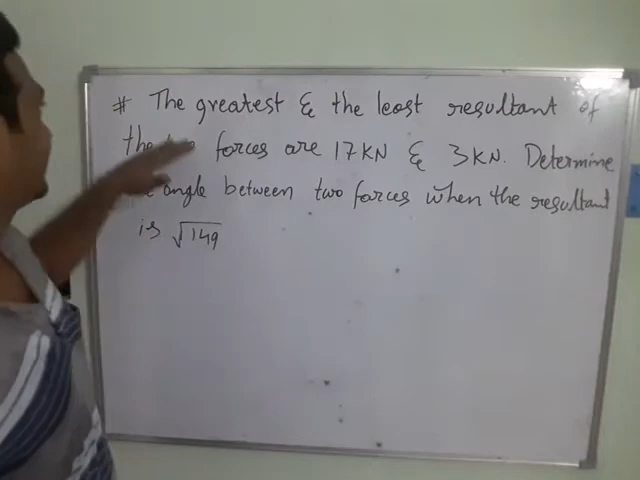 # The greatest & the least resultant of
the forces are 17 KN & 3 KN. Determine
angle between two forces when the resultant
is √149